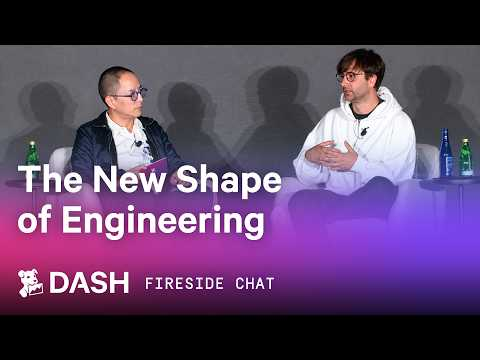 The New Shape
of Engineering
DASH FIRESIDE CHAT